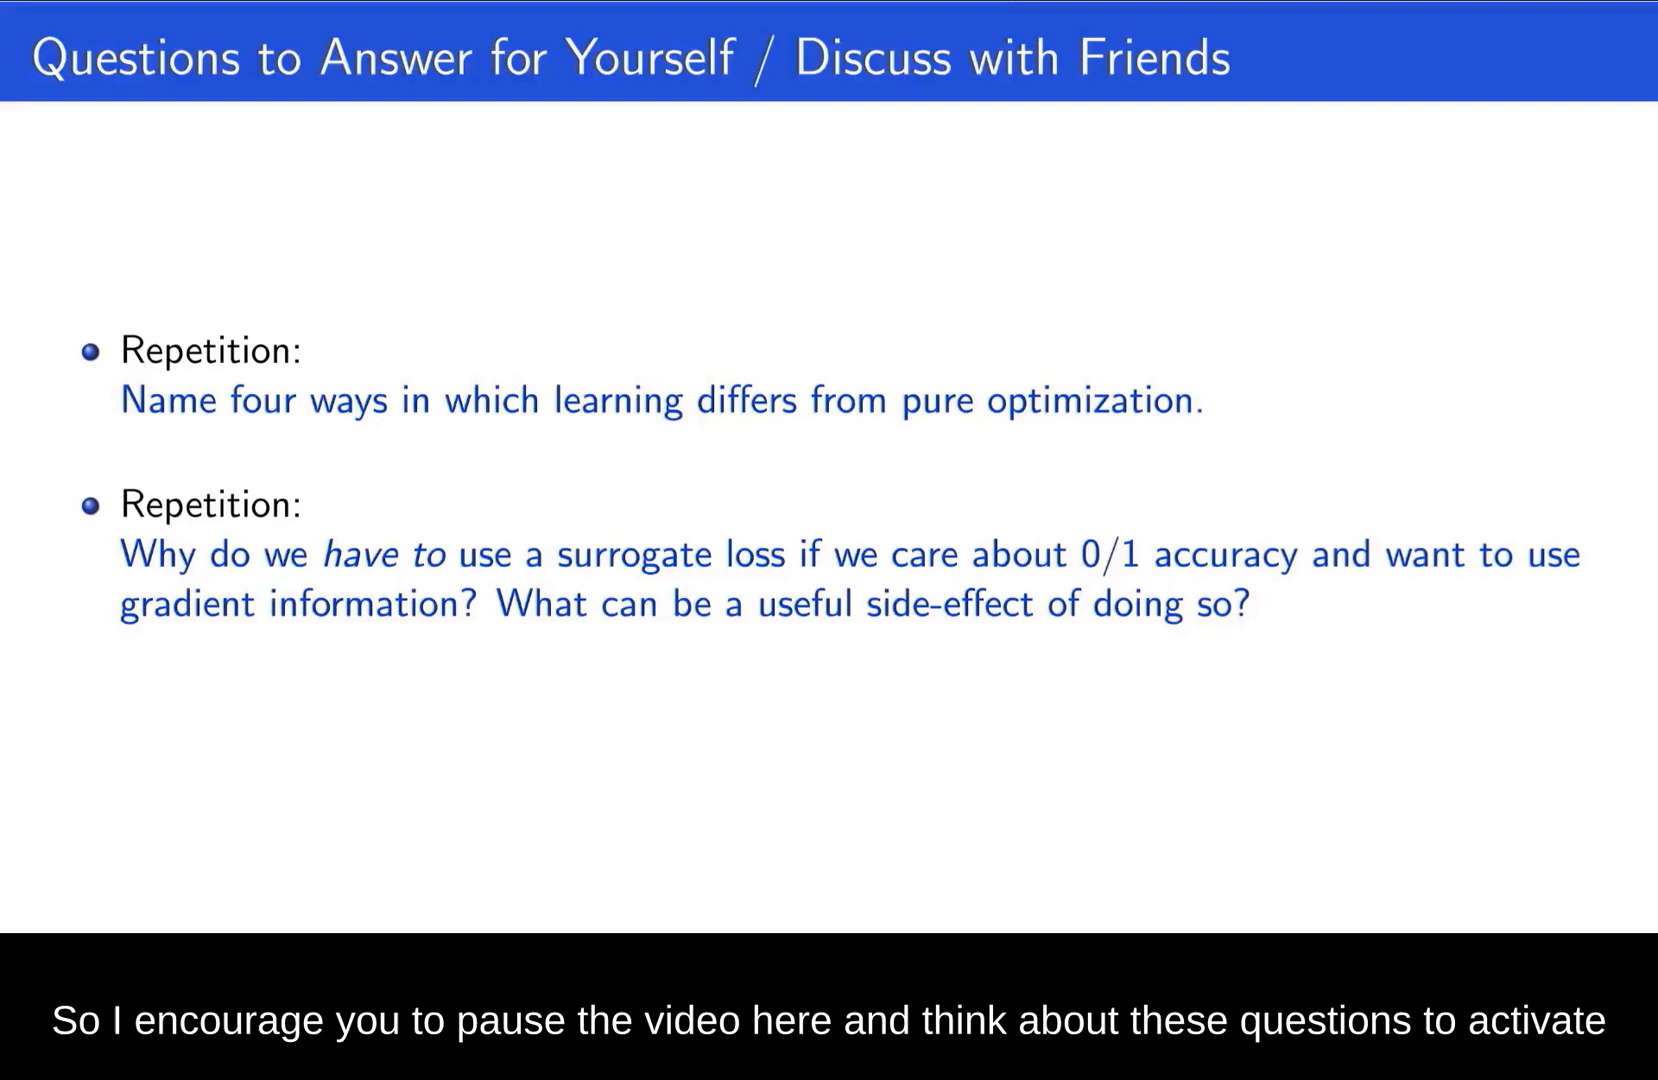 Questions to Answer for Yourself / Discuss with Friends
Repetition:
Name four ways in which learning differs from pure optimization.
Repetition:
Why do we have to use a surrogate loss if we care about 0/1 accuracy and want to use
gradient information? What can be a useful side-effect of doing so?
So I encourage you to pause the video here and think about these questions to activate